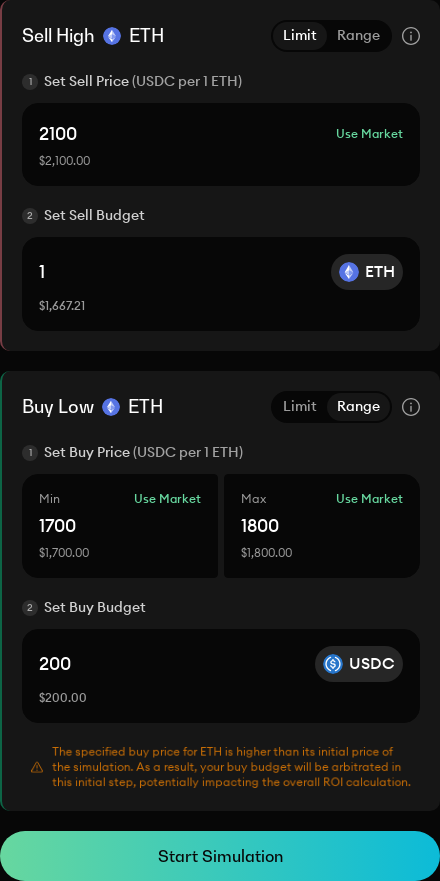 Sell High ETH Limit Range
1 Set Sell Price (USDC per 1 ETH)
2100 Use Market
$2,100.00
2 Set Sell Budget
1 ETH
$1,667.21
Buy Low ETH Limit Range
1 Set Buy Price (USDC per 1 ETH)
Min Use Market Max Use Market
1700 1800
$1,700.00 $1,800.00
2 Set Buy Budget
200 USDC
$200.00
The specified buy price for ETH is higher than its initial price of
the simulation. As a result, your buy budget will be arbitrated in
this initial step, potentially impacting the overall ROI calculation.
Start Simulation